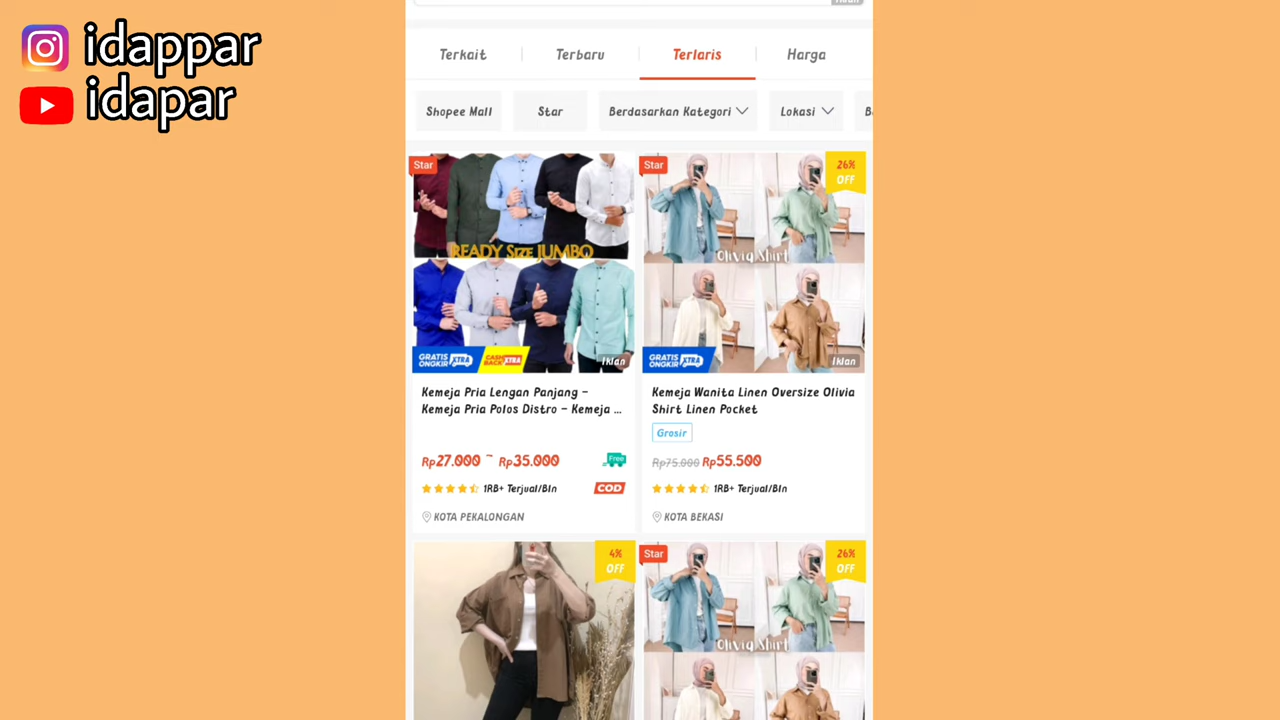 idappar
idapar
Terkait
Terbaru
Terlaris
Harga
Shopee Mall
Star
Berdasarkan Kategori
Lokasi
Star
READY SIZE JUMBO
GRATIS ONGKIR XTRA
CASH BACK XTRA
Iklan
Kemeja Pria Lengan Panjang -
Kemeja Pria Polos Distro - Kemeja ...
Rp27.000 ~ Rp35.000
Free
1RB+ Terjual/Bln
COD
KOTA PEKALONGAN
Star
26%
OFF
Olivia Shirt
GRATIS ONGKIR XTRA
Iklan
Kemeja Wanita Linen Oversize Olivia
Shirt Linen Pocket
Grosir
Rp75.000 Rp55.500
1RB+ Terjual/Bln
KOTA BEKASI
4%
OFF
Star
26%
OFF
Olivia Shirt